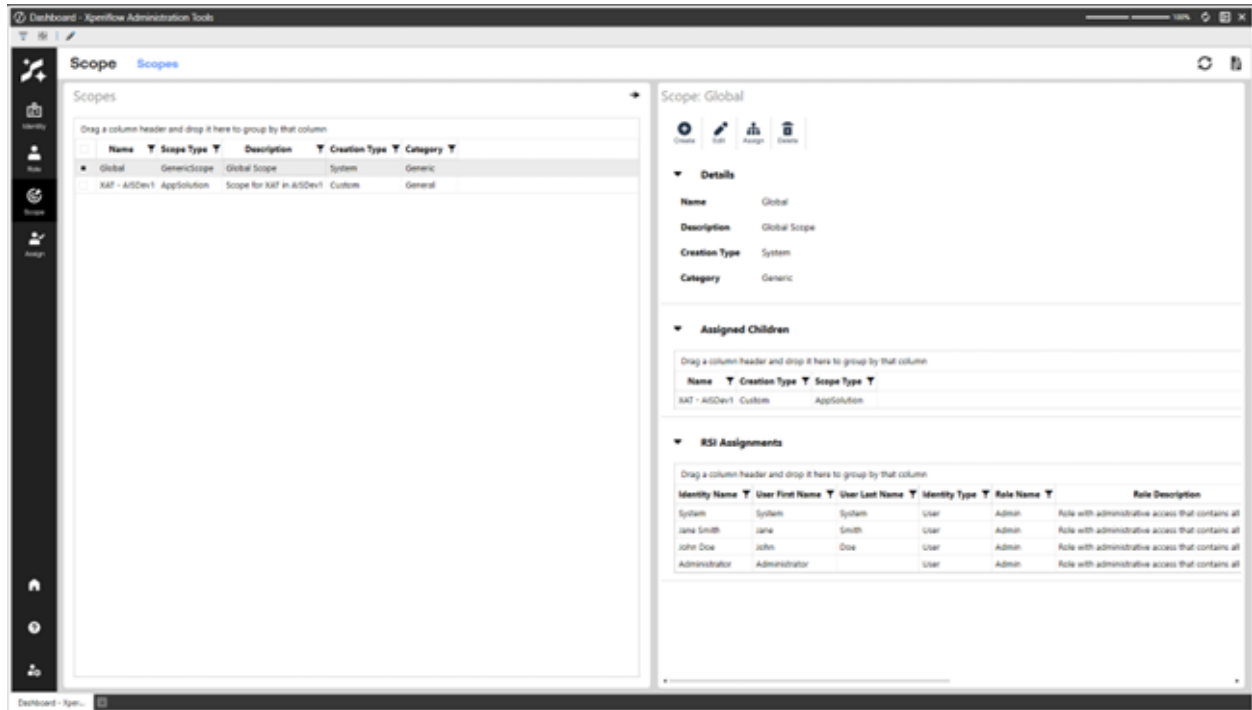 Dashboard - Xperiflow Administration Tools
100%
Scope Scopes
Identity
Role
Scope
Assign
Scopes
Drag a column header and drop it here to group by that column
Name Scope Type Description Creation Type Category
Global GenericScope Global Scope System Generic
XAT - AISDev1 AppSolution Scope for XAT in AISDev1 Custom General
Scope: Global
Create Edit Assign Delete
Details
Name Global
Description Global Scope
Creation Type System
Category Generic
Assigned Children
Drag a column header and drop it here to group by that column
Name Creation Type Scope Type
XAT - AISDev1 Custom AppSolution
RSI Assignments
Drag a column header and drop it here to group by that column
Identity Name User First Name User Last Name Identity Type Role Name Role Description
System System System User Admin Role with administrative access that contains all
Jane Smith Jane Smith User Admin Role with administrative access that contains all
John Doe John Doe User Admin Role with administrative access that contains all
Administrator Administrator User Admin Role with administrative access that contains all
Dashboard - Xper...